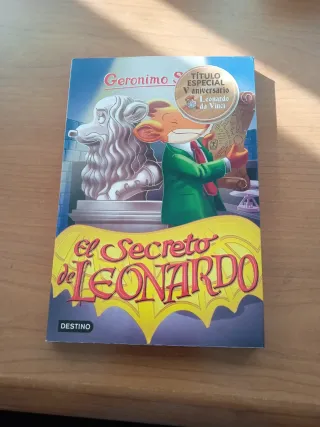 Geronimo S
TÍTULO
ESPECIAL
V aniversario
Leonardo
da Vinci
El Secreto
de LEONARDO
DESTINO